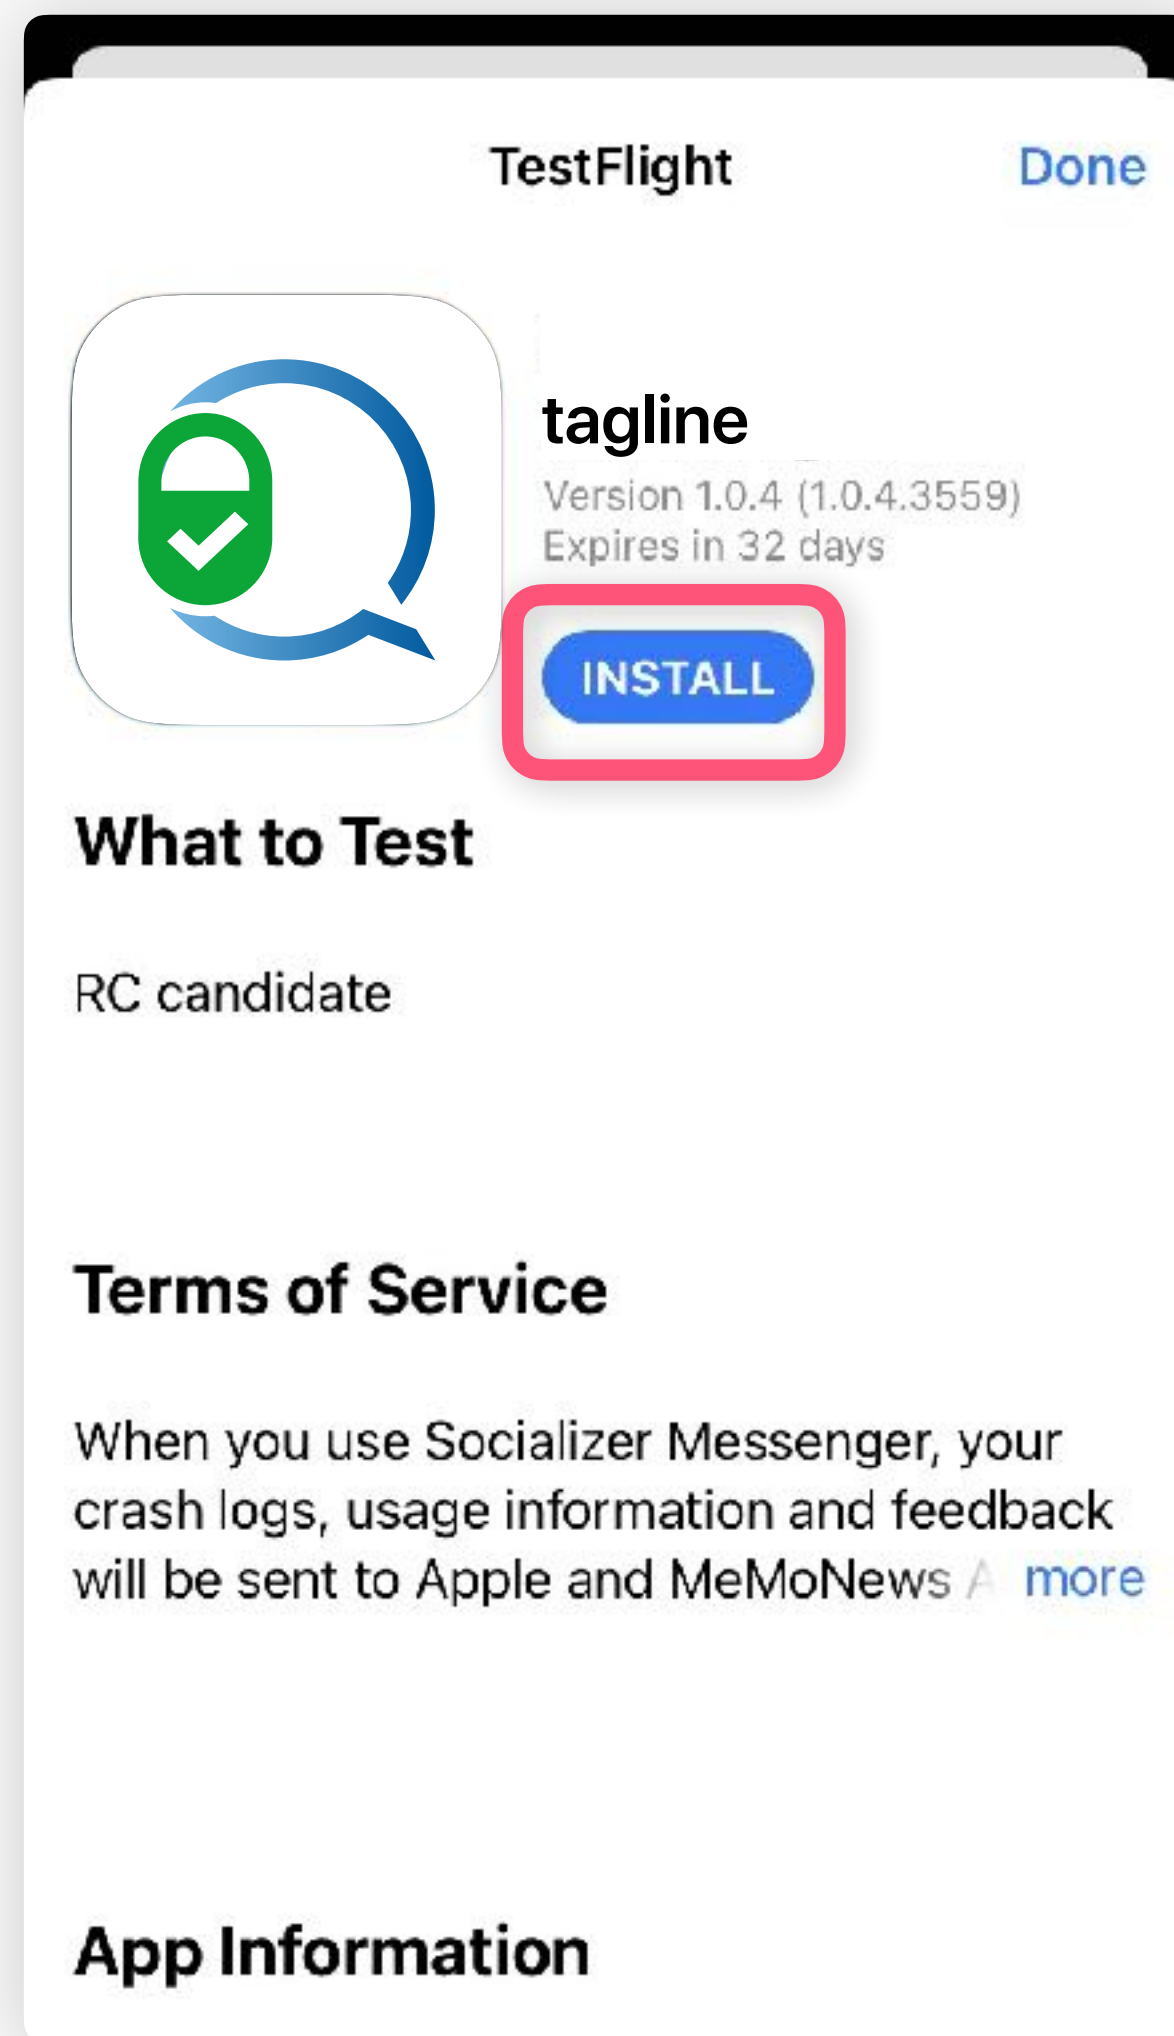 TestFlight
Done
tagline
Version 1.0.4 (1.0.4.3559)
Expires in 32 days
INSTALL
What to Test
RC candidate
Terms of Service
When you use Socializer Messenger, your
crash logs, usage information and feedback
will be sent to Apple and MeMoNews A more
App Information